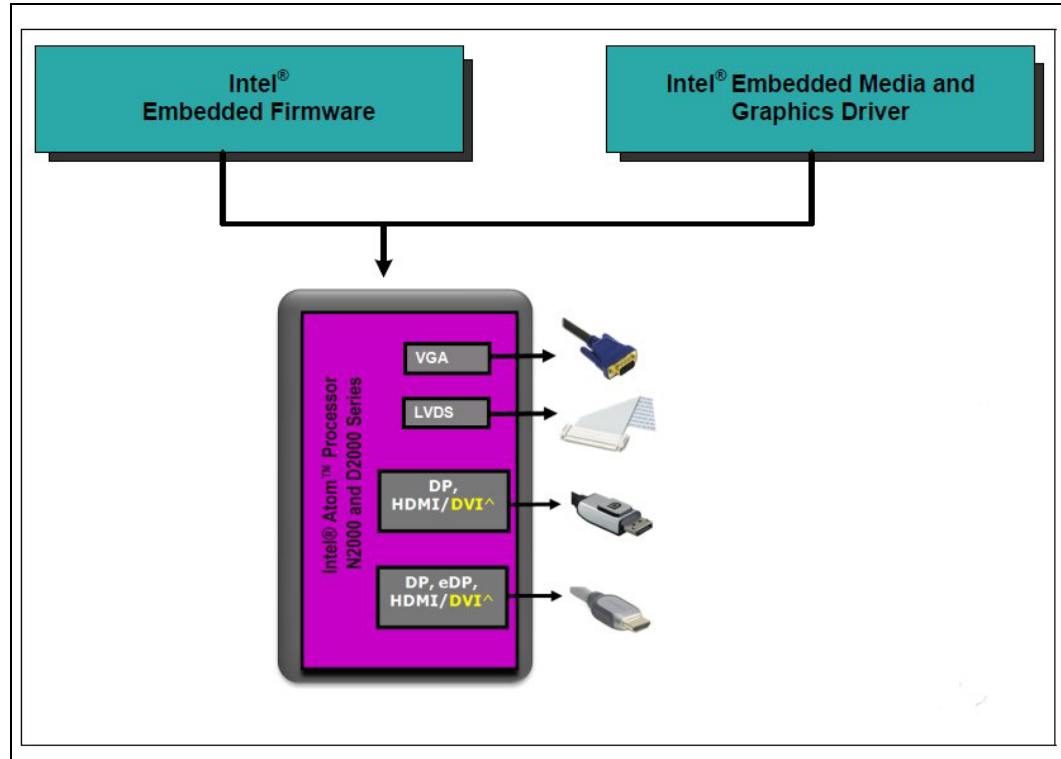 Intel®
Embedded Firmware
Intel® Embedded Media and
Graphics Driver
Intel® Atom™ Processor
N2000 and D2000 Series
VGA
LVDS
DP,
HDMI/DVI^
DP, eDP,
HDMI/DVI^